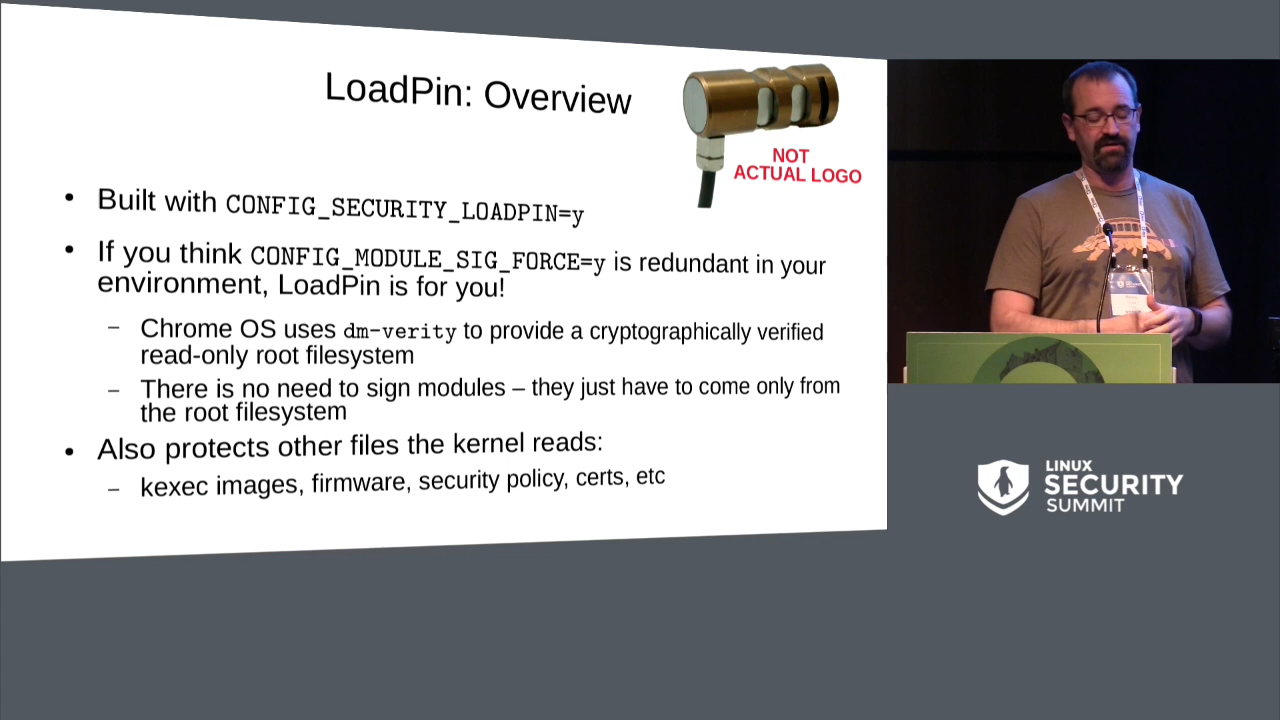 LoadPin: Overview
NOT
ACTUAL LOGO
• Built with CONFIG_SECURITY_LOADPIN=y
• If you think CONFIG_MODULE_SIG_FORCE=y is redundant in your
environment, LoadPin is for you!
– Chrome OS uses dm-verity to provide a cryptographically verified
read-only root filesystem
– There is no need to sign modules – they just have to come only from
the root filesystem
• Also protects other files the kernel reads:
– kexec images, firmware, security policy, certs, etc
LINUX
SECURITY
SUMMIT